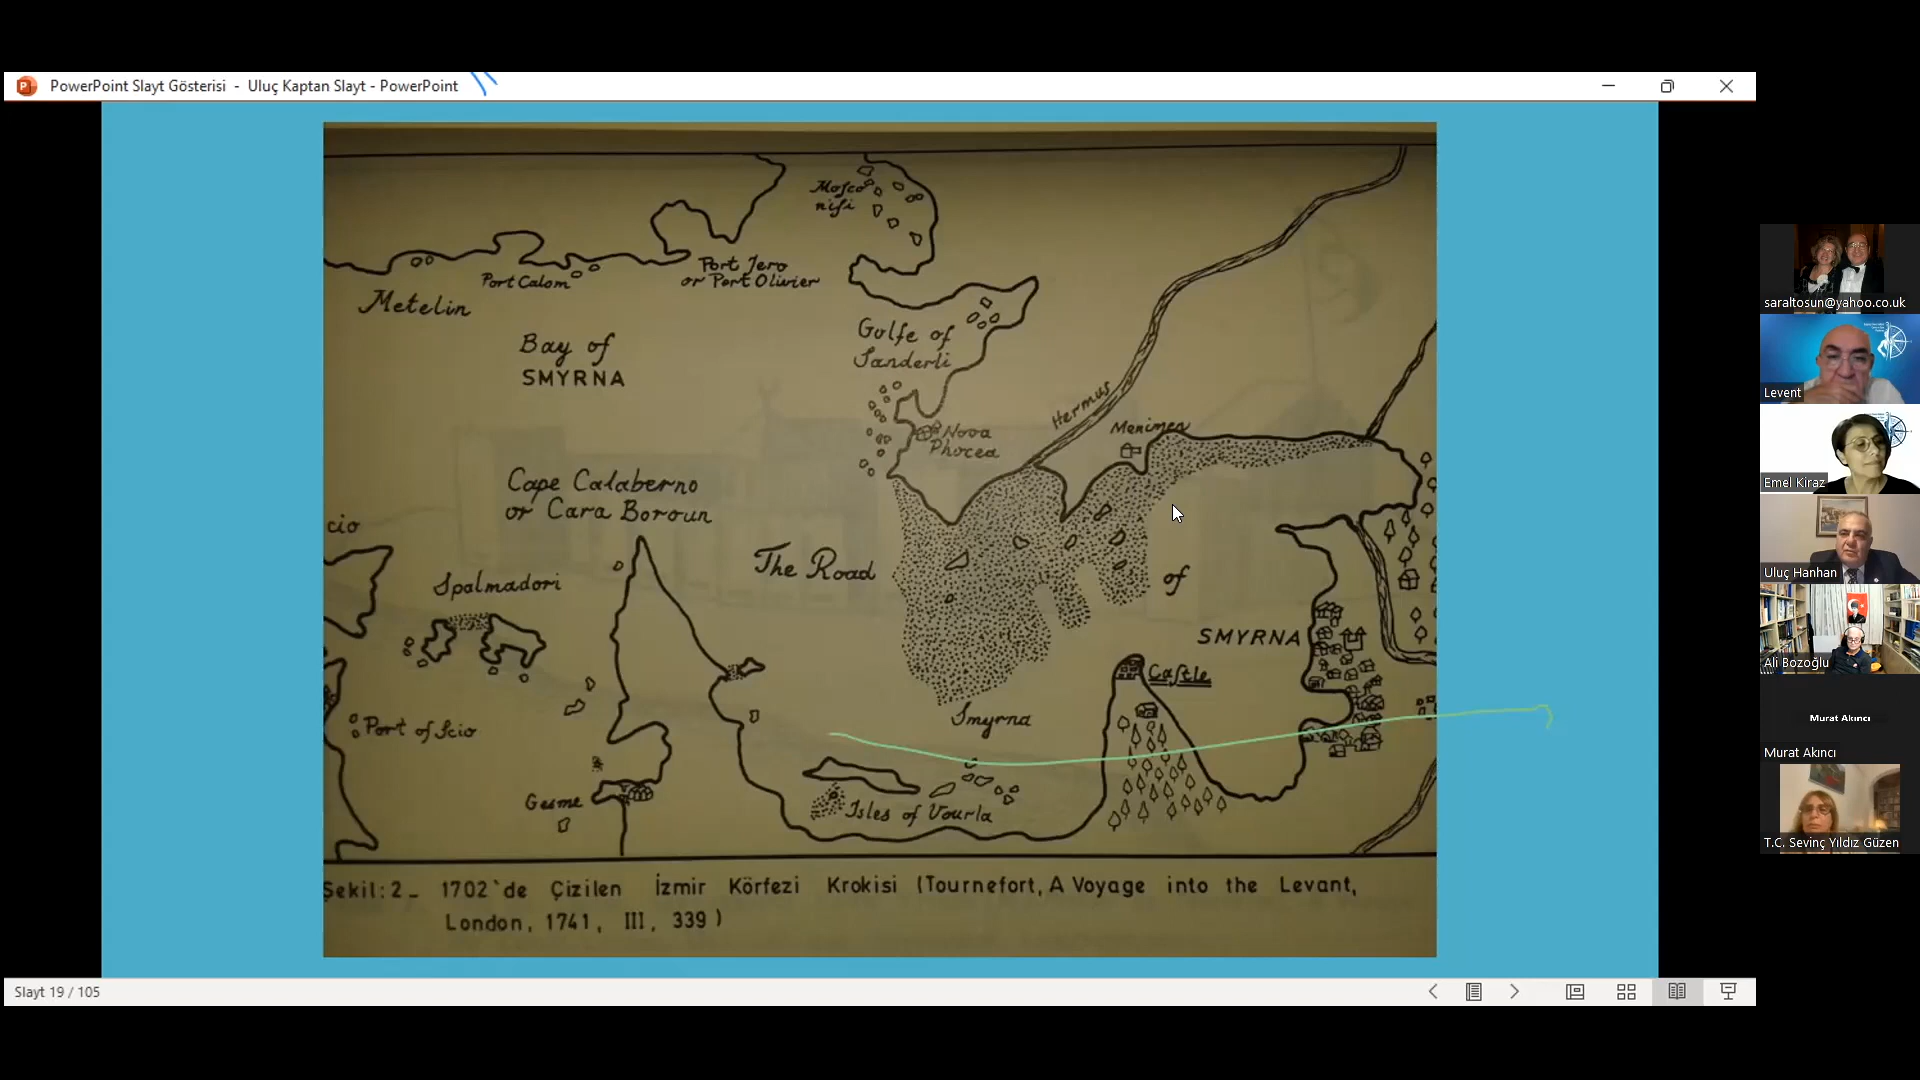 PowerPoint Slayt Gösterisi - Uluç Kaptan Slayt - PowerPoint
Mosco
nisi
Port Calom
Port Jero
or Port Olivier
Metelin
Golfe of
Sanderli
Bay of
SMYRNA
Hermus
Menimen
Nova
Phocea
Cape Calaberno
or Cara Boroun
cio
The Road
of
Spalmadori
SMYRNA
Castle
Smyrna
Port of Scio
Gesme
Isles of Vourla
Şekil:2_ 1702'de Çizilen İzmir Körfezi Krokisi (Tournefort, A Voyage into the Levant,
London, 1741, III, 339)
Slayt 19 / 105
saraltosun@yahoo.co.uk
Levent
Emel Kiraz
Uluç Hanhan
Ali Bozoğlu
Murat Akıncı
Murat Akıncı
T.C. Sevinç Yıldız Güzen